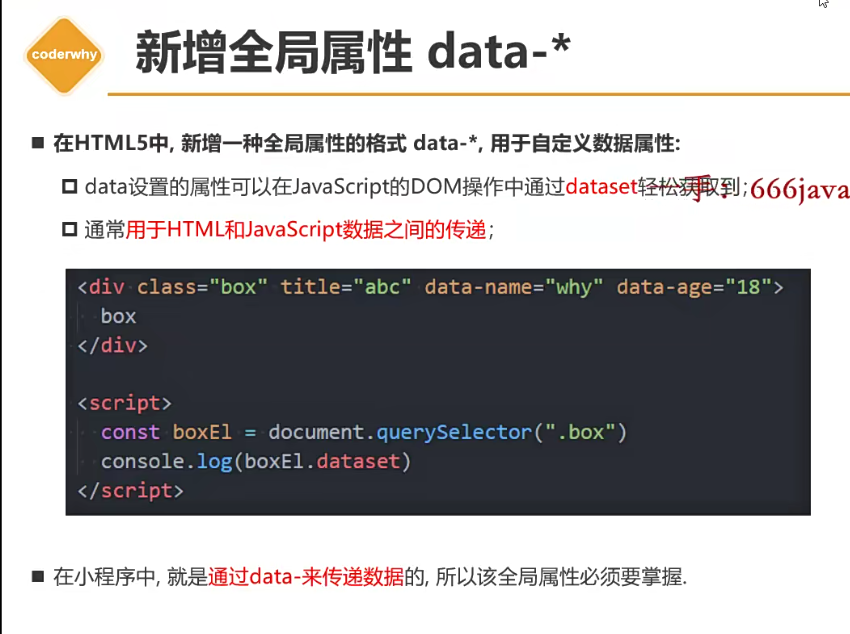 coderwhy
新增全局属性 data-*
在HTML5中, 新增一种全局属性的格式 data-*, 用于自定义数据属性:
data设置的属性可以在JavaScript的DOM操作中通过dataset轻松获取到;
一手：666java
通常用于HTML和JavaScript数据之间的传递;
<div class="box" title="abc" data-name="why" data-age="18">
box
</div>
<script>
const boxEl = document.querySelector(".box")
console.log(boxEl.dataset)
</script>
在小程序中, 就是通过data-来传递数据的, 所以该全局属性必须要掌握.